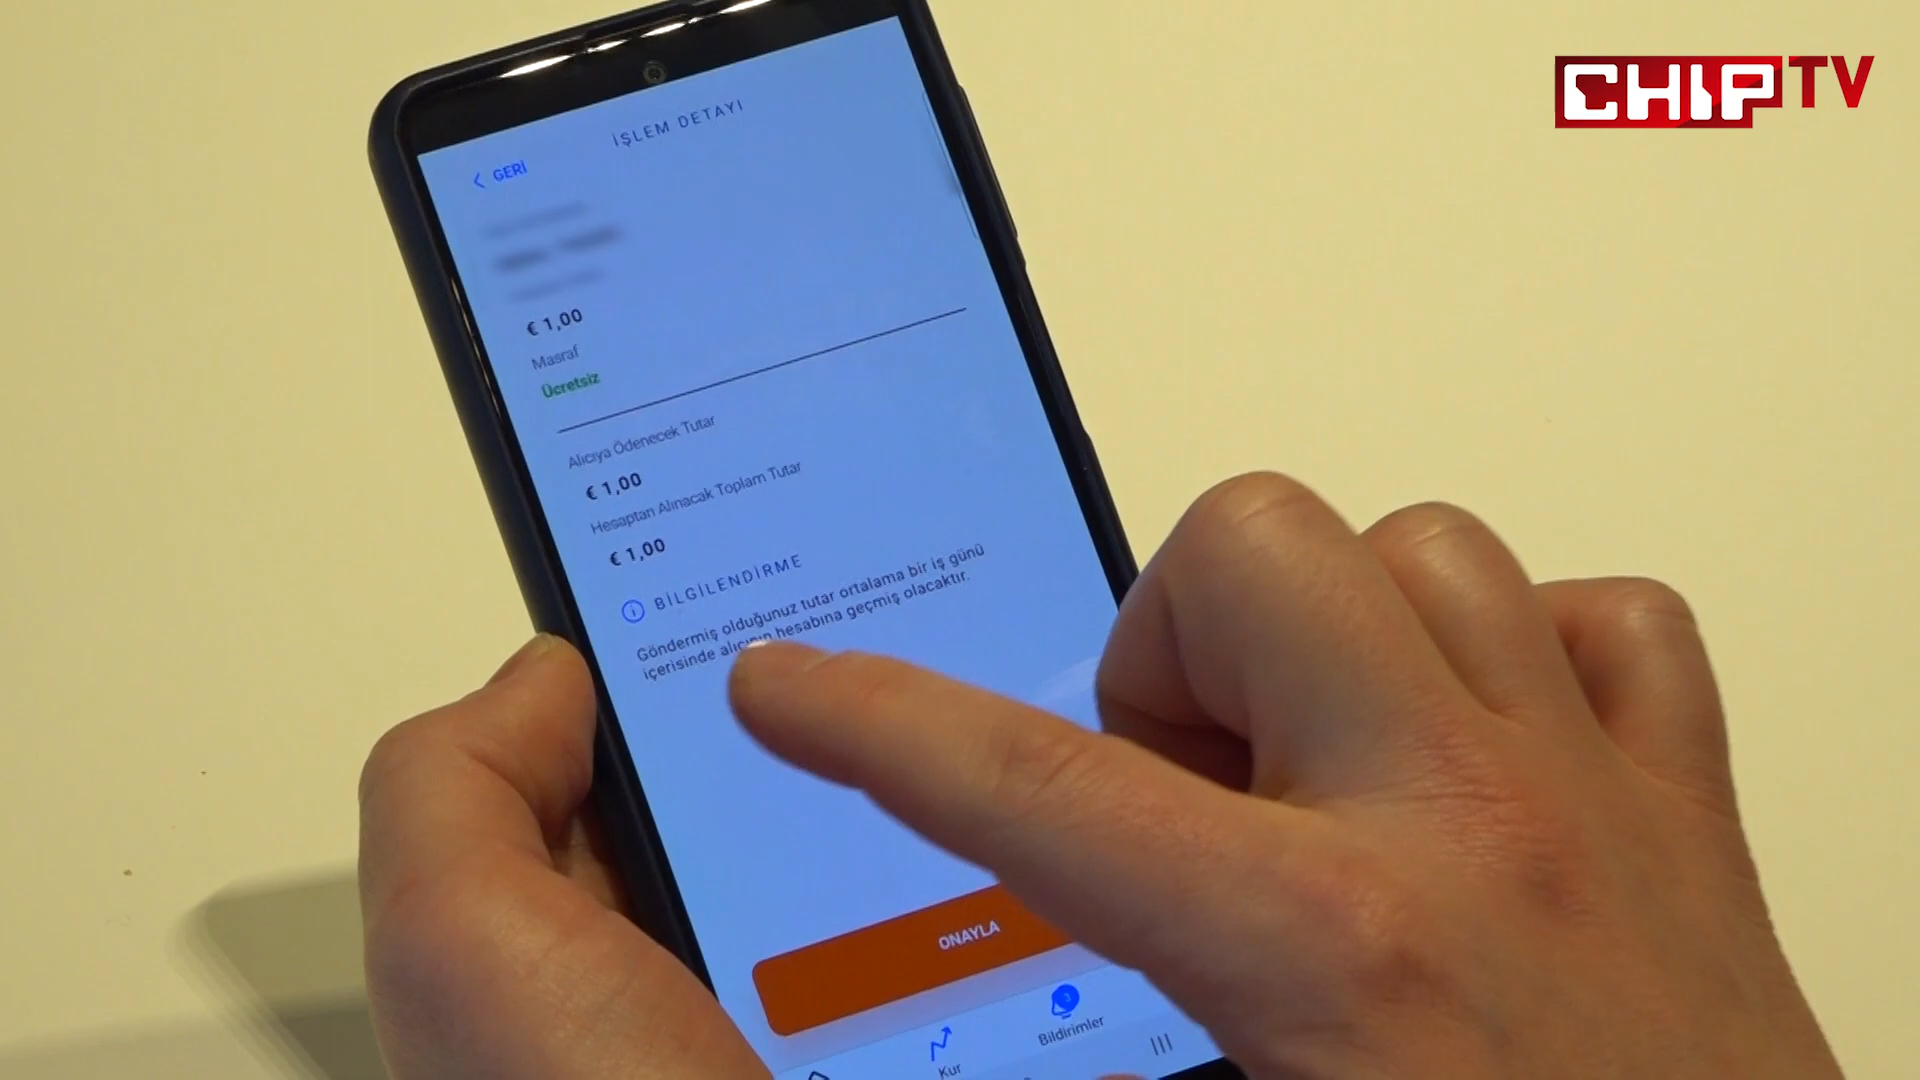 CHIP TV
İŞLEM DETAYI
GERİ
€ 1,00
Masraf
Ücretsiz
Alıcıya Ödenecek Tutar
€ 1,00
Hesaptan Alınacak Toplam Tutar
€ 1,00
BİLGİLENDİRME
Göndermiş olduğunuz tutar ortalama bir iş günü
içerisinde alıcının hesabına geçmiş olacaktır.
ONAYLA
3
Kur
Bildirimler